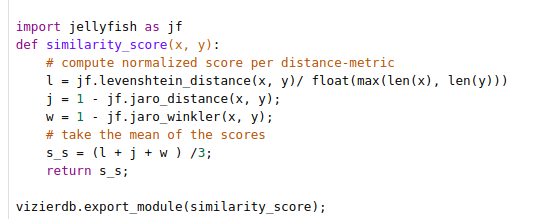 import jellyfish as jf
def similarity_score(x, y):
    # compute normalized score per distance-metric
    l = jf.levenshtein_distance(x, y)/ float(max(len(x), len(y)))
    j = 1 - jf.jaro_distance(x, y);
    w = 1 - jf.jaro_winkler(x, y);
    # take the mean of the scores
    s_s = (l + j + w ) /3;
    return s_s;

vizierdb.export_module(similarity_score);